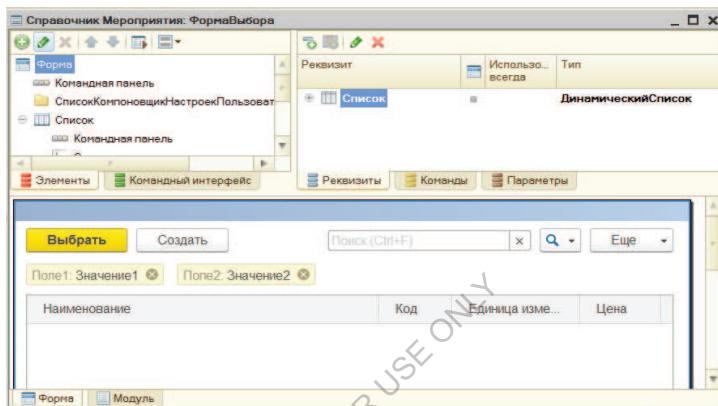 Справочник Мероприятия: ФормаВыбора
Форма
Командная панель
СписокКомпоновщикНастроекПользоват
Список
Командная панель
Элементы
Командный интерфейс
Реквизит
Использо... всегда
Тип
Список
ДинамическийСписок
Реквизиты
Команды
Параметры
Выбрать
Создать
Поиск (Ctrl+F)
Еще
Поле1: Значение1
Поле2: Значение2
Наименование
Код
Единица изме...
Цена
R USE ONLY
Форма
Модуль